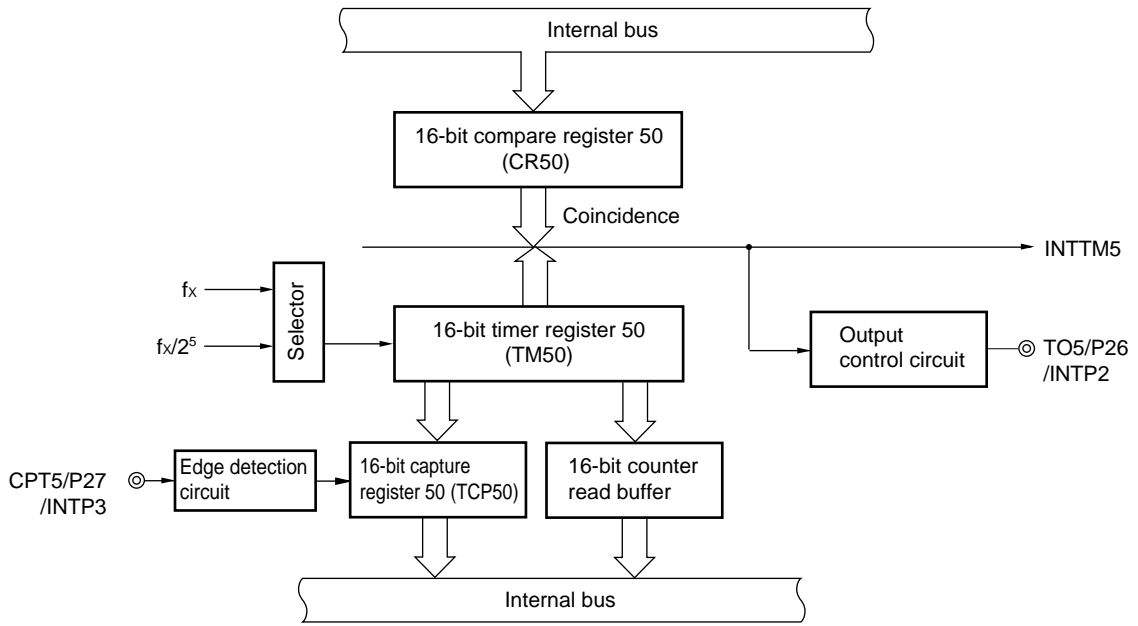 Internal bus
16-bit compare register 50
(CR50)
Coincidence
INTTM5
fX
Selector
fX/2⁵
16-bit timer register 50
(TM50)
Output
control circuit
TO5/P26
/INTP2
CPT5/P27
/INTP3
Edge detection
circuit
16-bit capture
register 50 (TCP50)
16-bit counter
read buffer
Internal bus